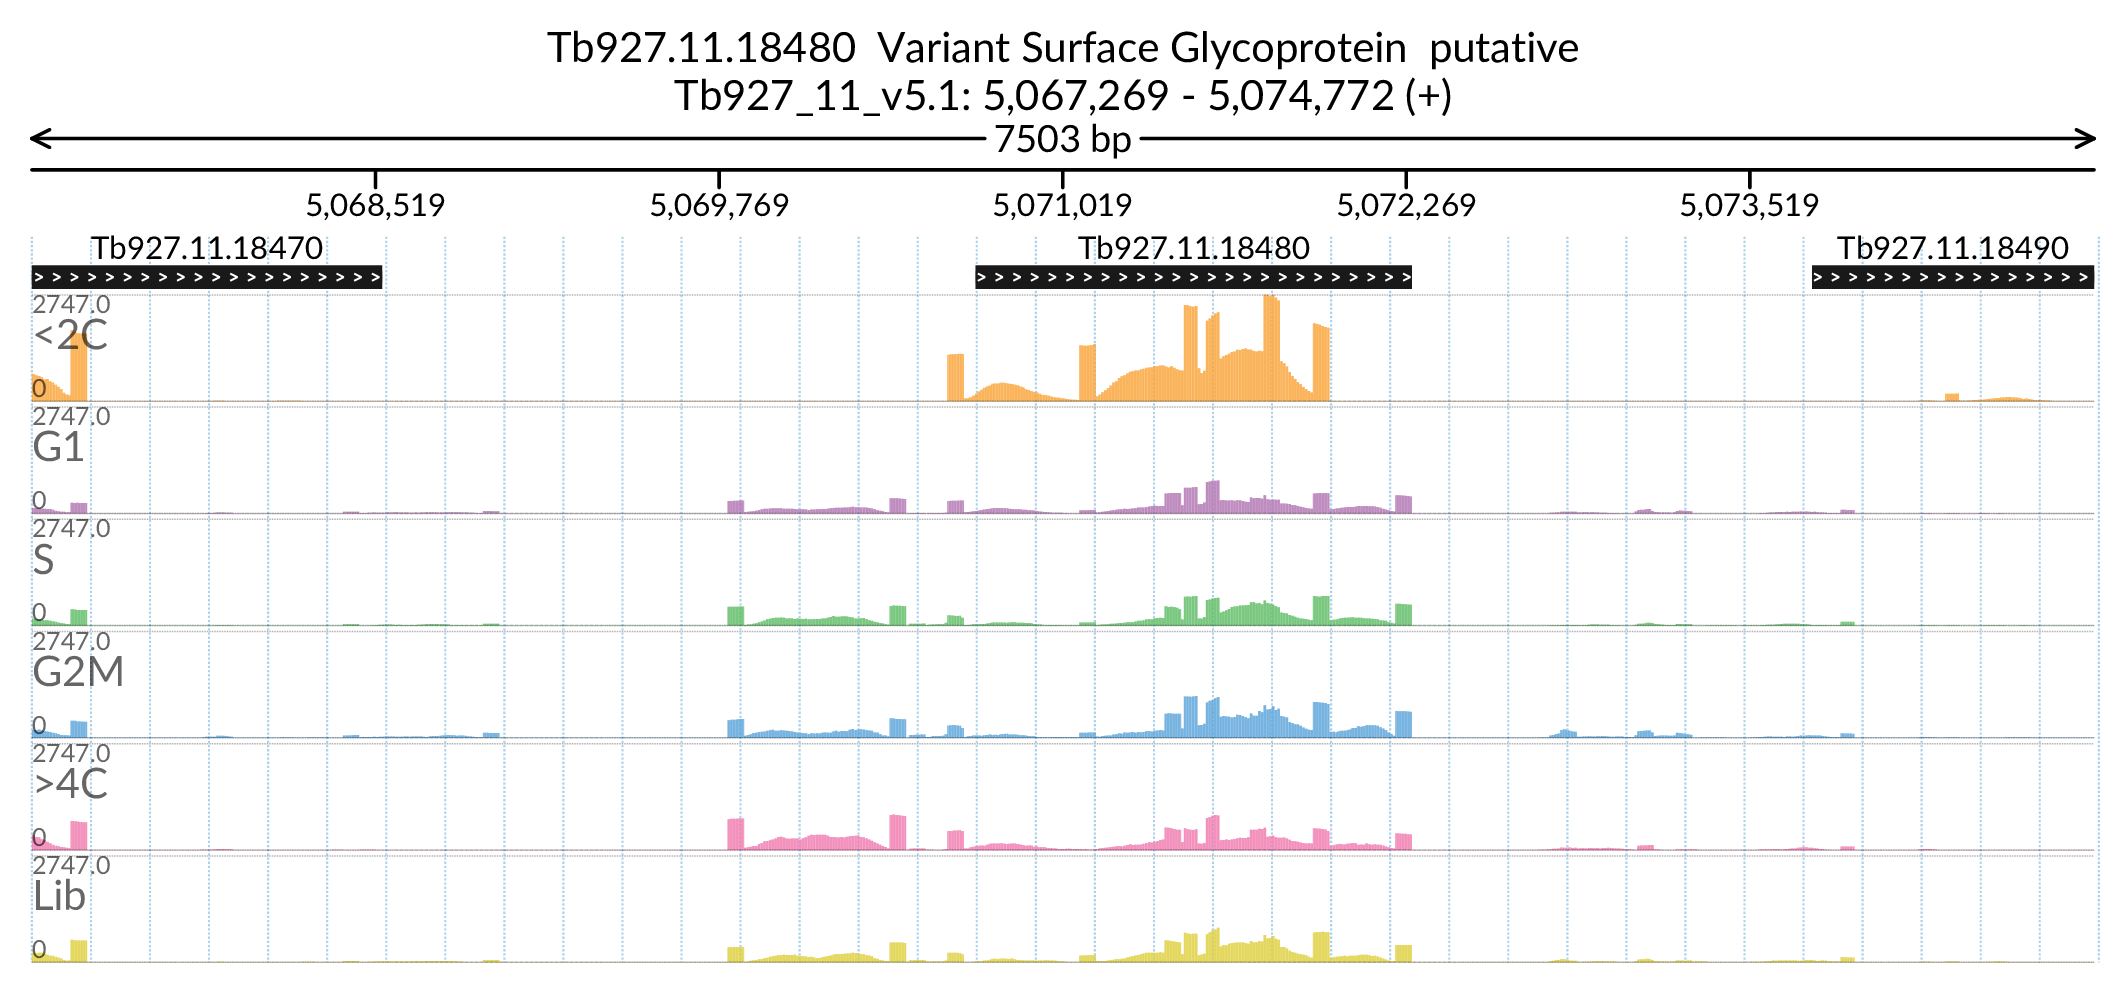 Tb927.11.18480  Variant Surface Glycoprotein  putative
Tb927_11_v5.1: 5,067,269 - 5,074,772 (+)
7503 bp
5,068,519 5,069,769 5,071,019 5,072,269 5,073,519
Tb927.11.18470 Tb927.11.18480 Tb927.11.18490
2747.0
<2C
0
2747.0
G1
0
2747.0
S
0
2747.0
G2M
0
2747.0
>4C
0
2747.0
Lib
0